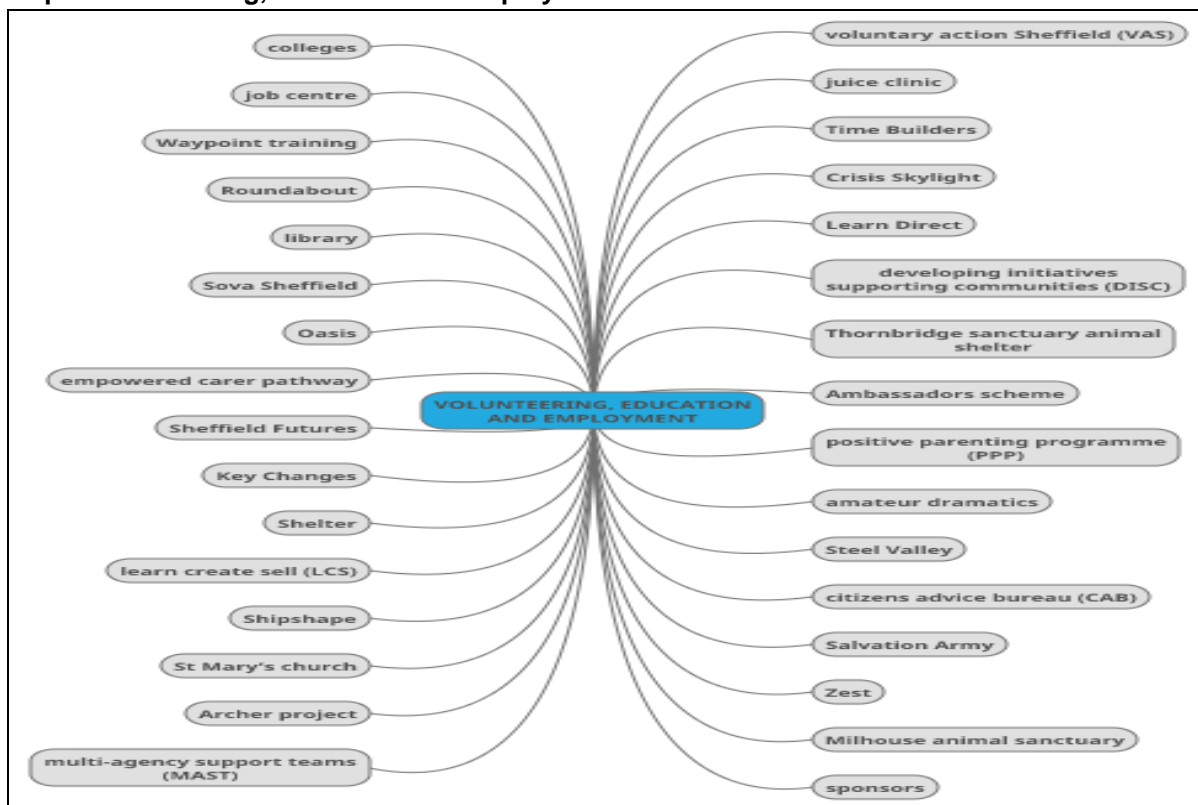 colleges
job centre
Waypoint training
Roundabout
library
Sova Sheffield
Oasis
empowered carer pathway
Sheffield Futures
Key Changes
Shelter
learn create sell (LCS)
Shipshape
St Mary's church
Archer project
multi-agency support teams
(MAST)
VOLUNTEERING, EDUCATION
AND EMPLOYMENT
voluntary action Sheffield (VAS)
juice clinic
Time Builders
Crisis Skylight
Learn Direct
developing initiatives
supporting communities (DISC)
Thornbridge sanctuary animal
shelter
Ambassadors scheme
positive parenting programme
(PPP)
amateur dramatics
Steel Valley
citizens advice bureau (CAB)
Salvation Army
Zest
Milhouse animal sanctuary
sponsors